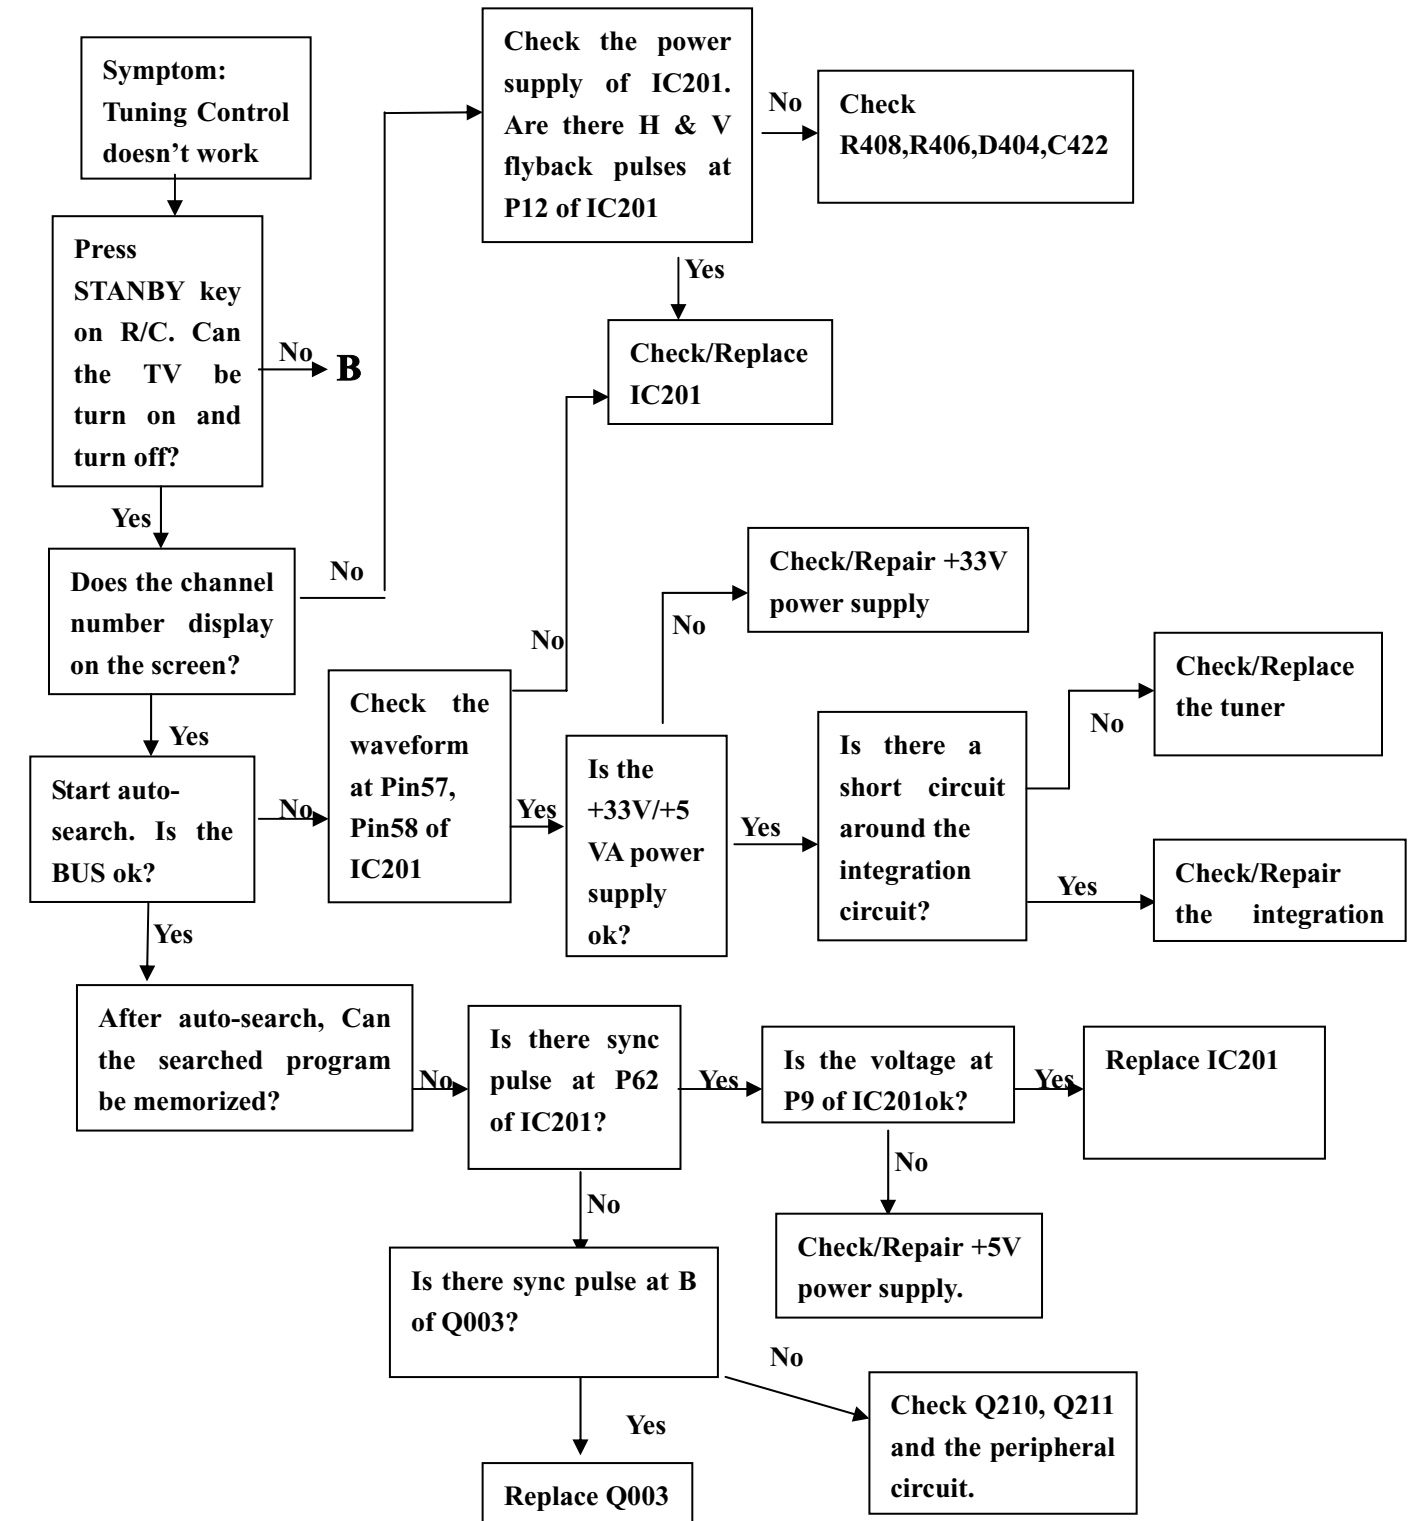 Symptom:
Tuning Control
doesn't work
Press
STANBY key
on R/C. Can
the TV be
turn on and
turn off?
No
B
Yes
Does the channel
number display
on the screen?
No
Check the power
supply of IC201.
Are there H & V
flyback pulses at
P12 of IC201
No
Check
R408,R406,D404,C422
Yes
Check/Replace
IC201
Yes
Start auto-
search. Is the
BUS ok?
No
Check the
waveform
at Pin57,
Pin58 of
IC201
No
Yes
Is the
+33V/+5
VA power
supply
ok?
No
Check/Repair +33V
power supply
Yes
Is there a
short circuit
around the
integration
circuit?
No
Check/Replace
the tuner
Yes
Check/Repair
the integration
Yes
After auto-search, Can
the searched program
be memorized?
No
Is there sync
pulse at P62
of IC201?
Yes
Is the voltage at
P9 of IC201ok?
Yes
Replace IC201
No
Check/Repair +5V
power supply.
No
Is there sync pulse at B
of Q003?
No
Check Q210, Q211
and the peripheral
circuit.
Yes
Replace Q003